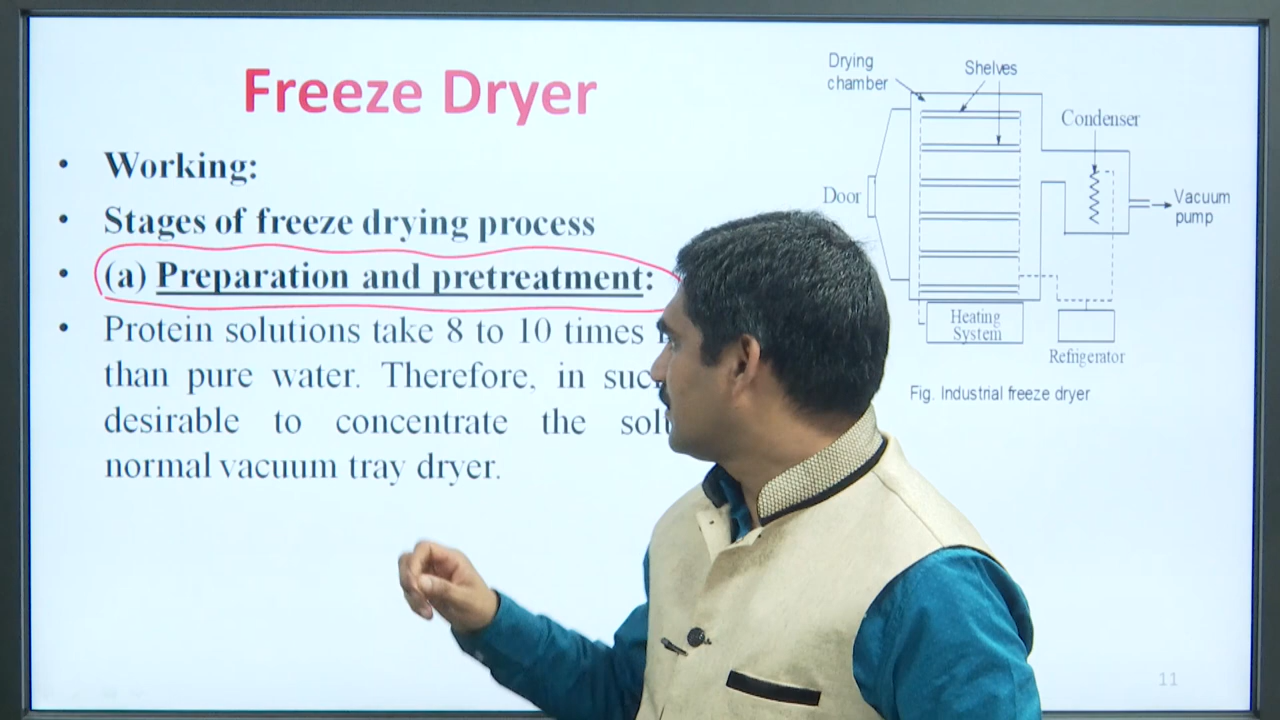 Freeze Dryer
• Working:
• Stages of freeze drying process
• (a) Preparation and pretreatment:
• Protein solutions take 8 to 10 times
than pure water. Therefore, in
desirable to concentrate the
normal vacuum tray dryer.
Drying
chamber
Shelves
Condenser
Door
Vacuum
pump
Heating
System
Refrigerator
Fig. Industrial freeze dryer
11